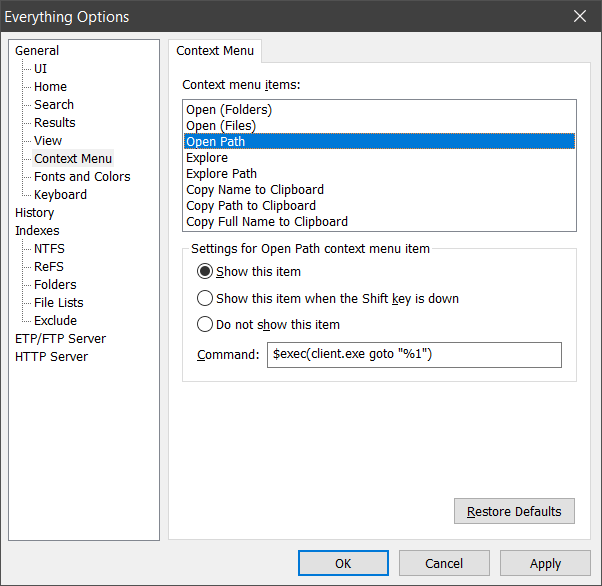 Everything Options
General
UI
Home
Search
Results
View
Context Menu
Fonts and Colors
Keyboard
History
Indexes
NTFS
ReFS
Folders
File Lists
Exclude
ETP/FTP Server
HTTP Server
Context Menu
Context menu items:
Open (Folders)
Open (Files)
Open Path
Explore
Explore Path
Copy Name to Clipboard
Copy Path to Clipboard
Copy Full Name to Clipboard
Settings for Open Path context menu item
Show this item
Show this item when the Shift key is down
Do not show this item
Command: $exec(client.exe goto "%1")
Restore Defaults
OK Cancel Apply